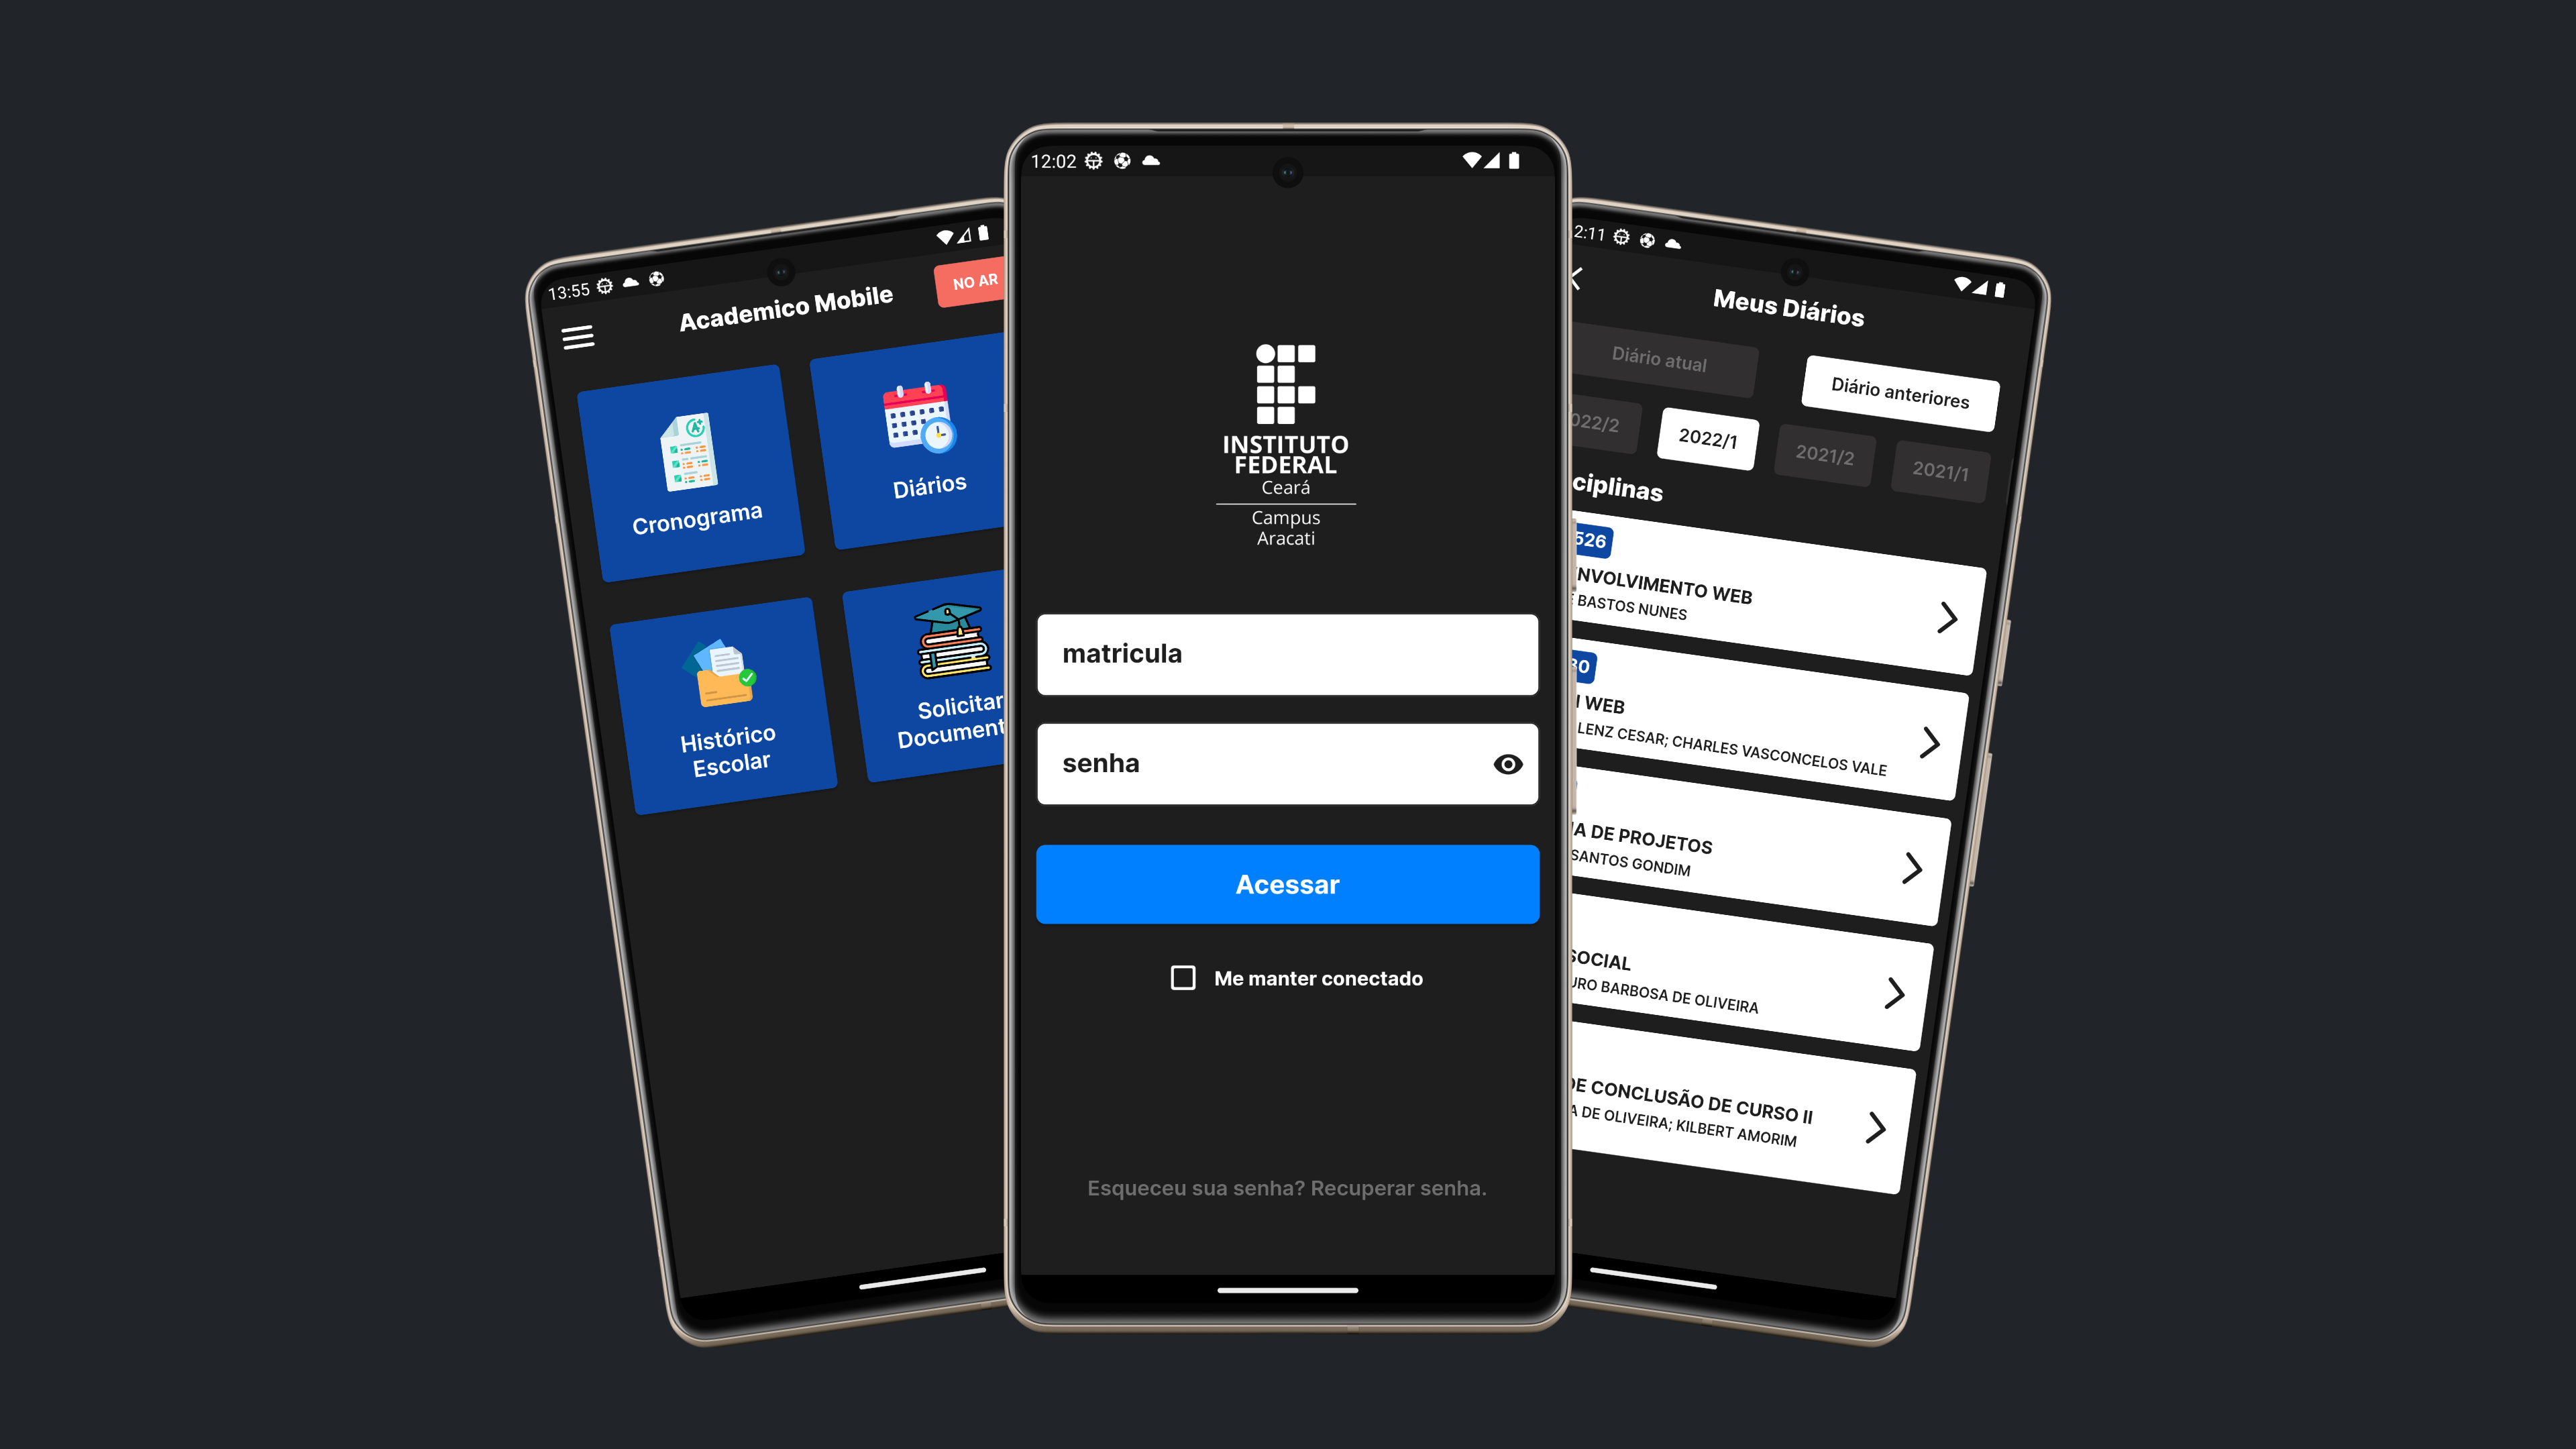 13:55
Academico Mobile
NO AR
Cronograma
Diários
Histórico
Escolar
Solicitar
12:02
INSTITUTO
FEDERAL
Ceará
Campus
Aracati
matricula
senha
Acessar
Me manter conectado
Esqueceu sua senha? Recuperar senha.
2:11
Meus Diários
Diário atual
Diário anteriores
022/2
2022/1
2021/2
2021/1
ciplinas
526
ENVOLVIMENTO WEB
BASTOS NUNES
30
WEB
LENZ CESAR; CHARLES VASCONCELOS VALE
A DE PROJETOS
SANTOS GONDIM
SOCIAL
URO BARBOSA DE OLIVEIRA
DE CONCLUSÃO DE CURSO II
A DE OLIVEIRA; KILBERT AMORIM